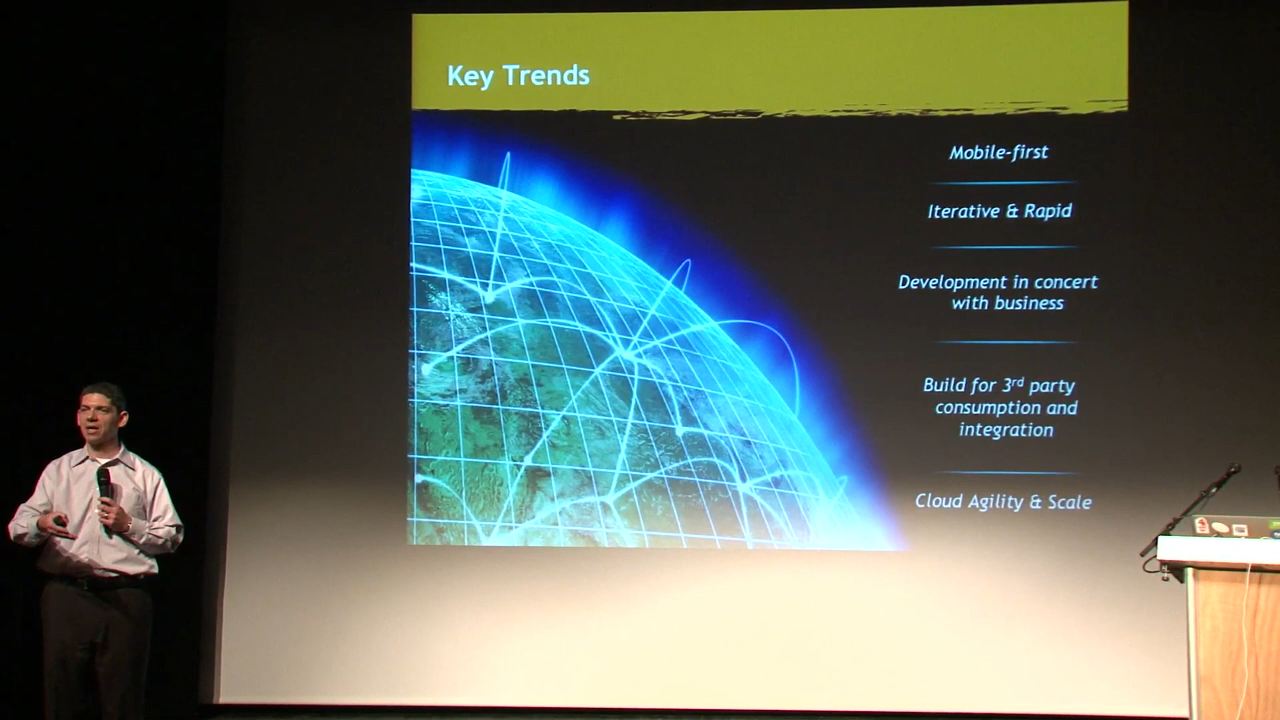 Key Trends
Mobile-first
Iterative & Rapid
Development in concert
with business
Build for 3rd party
consumption and
integration
Cloud Agility & Scale